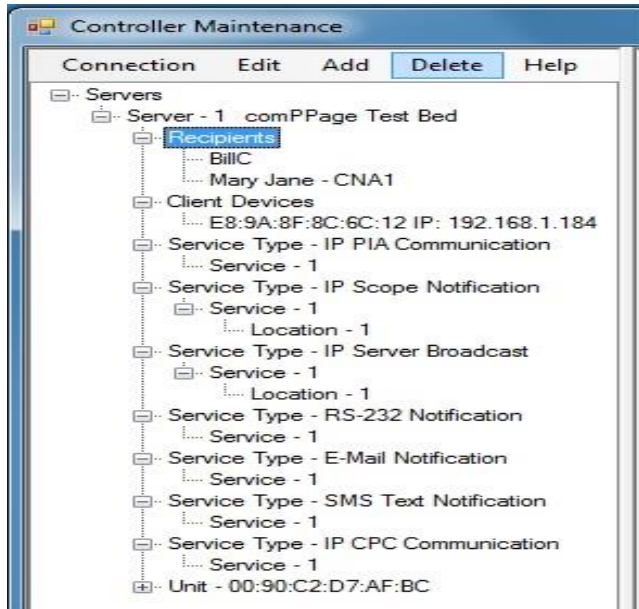 Controller Maintenance
Connection Edit Add Delete Help
Servers
Server - 1 comPPage Test Bed
Recipients
BillC
Mary Jane - CNA1
Client Devices
E8:9A:8F:8C:6C:12 IP: 192.168.1.184
Service Type - IP PIA Communication
Service - 1
Service Type - IP Scope Notification
Service - 1
Location - 1
Service Type - IP Server Broadcast
Service - 1
Location - 1
Service Type - RS-232 Notification
Service - 1
Service Type - E-Mail Notification
Service - 1
Service Type - SMS Text Notification
Service - 1
Service Type - IP CPC Communication
Service - 1
Unit - 00:90:C2:D7:AF:BC